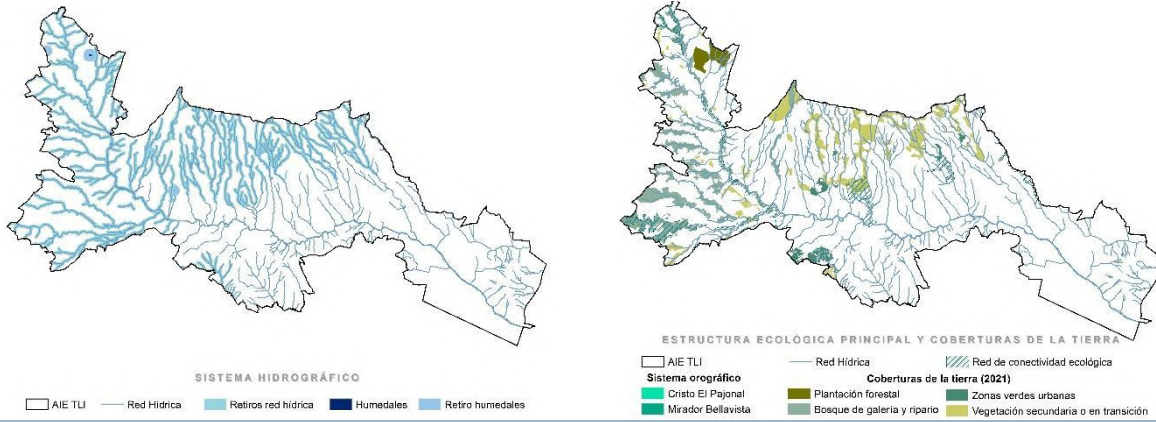 SISTEMA HIDROGRÁFICO
AIE TLI Red Hídrica Retiros red hídrica Humedales Retiro humedales
ESTRUCTURA ECOLÓGICA PRINCIPAL Y COBERTURAS DE LA TIERRA
AIE TLI Red Hídrica Red de conectividad ecológica
Sistema orográfico Coberturas de la tierra (2021)
Cristo El Pajonal Plantación forestal Zonas verdes urbanas
Mirador Bellavista Bosque de galería y ripario Vegetación secundaria o en transición